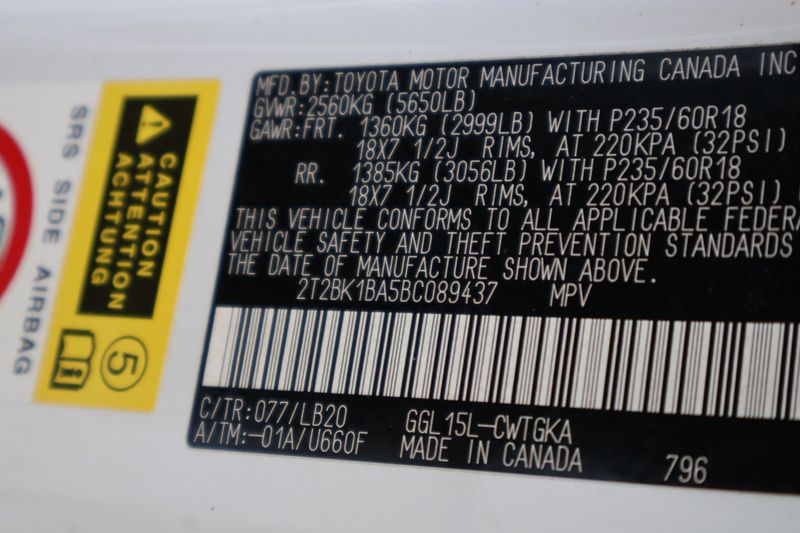 MFD. BY: TOYOTA MOTOR MANUFACTURING CANADA INC
GVWR: 2560KG (5650LB)
GAWR: FRT. 1360KG (2999LB) WITH P235/60R18
18X7 1/2J RIMS, AT 220KPA (32PSI)
RR. 1385KG (3056LB) WITH P235/60R18
18X7 1/2J RIMS, AT 220KPA (32PSI)
THIS VEHICLE CONFORMS TO ALL APPLICABLE FEDERA
VEHICLE SAFETY AND THEFT PREVENTION STANDARDS
THE DATE OF MANUFACTURE SHOWN ABOVE.
2T2BK1BA5BC089437 MPV
C/TR: 077/LB20 GGL15L-CWTGKA
A/TM: -01A/U660F MADE IN CANADA 796
CAUTION
ATTENTION
ACHTUNG
5
SRS SIDE AIRBAG